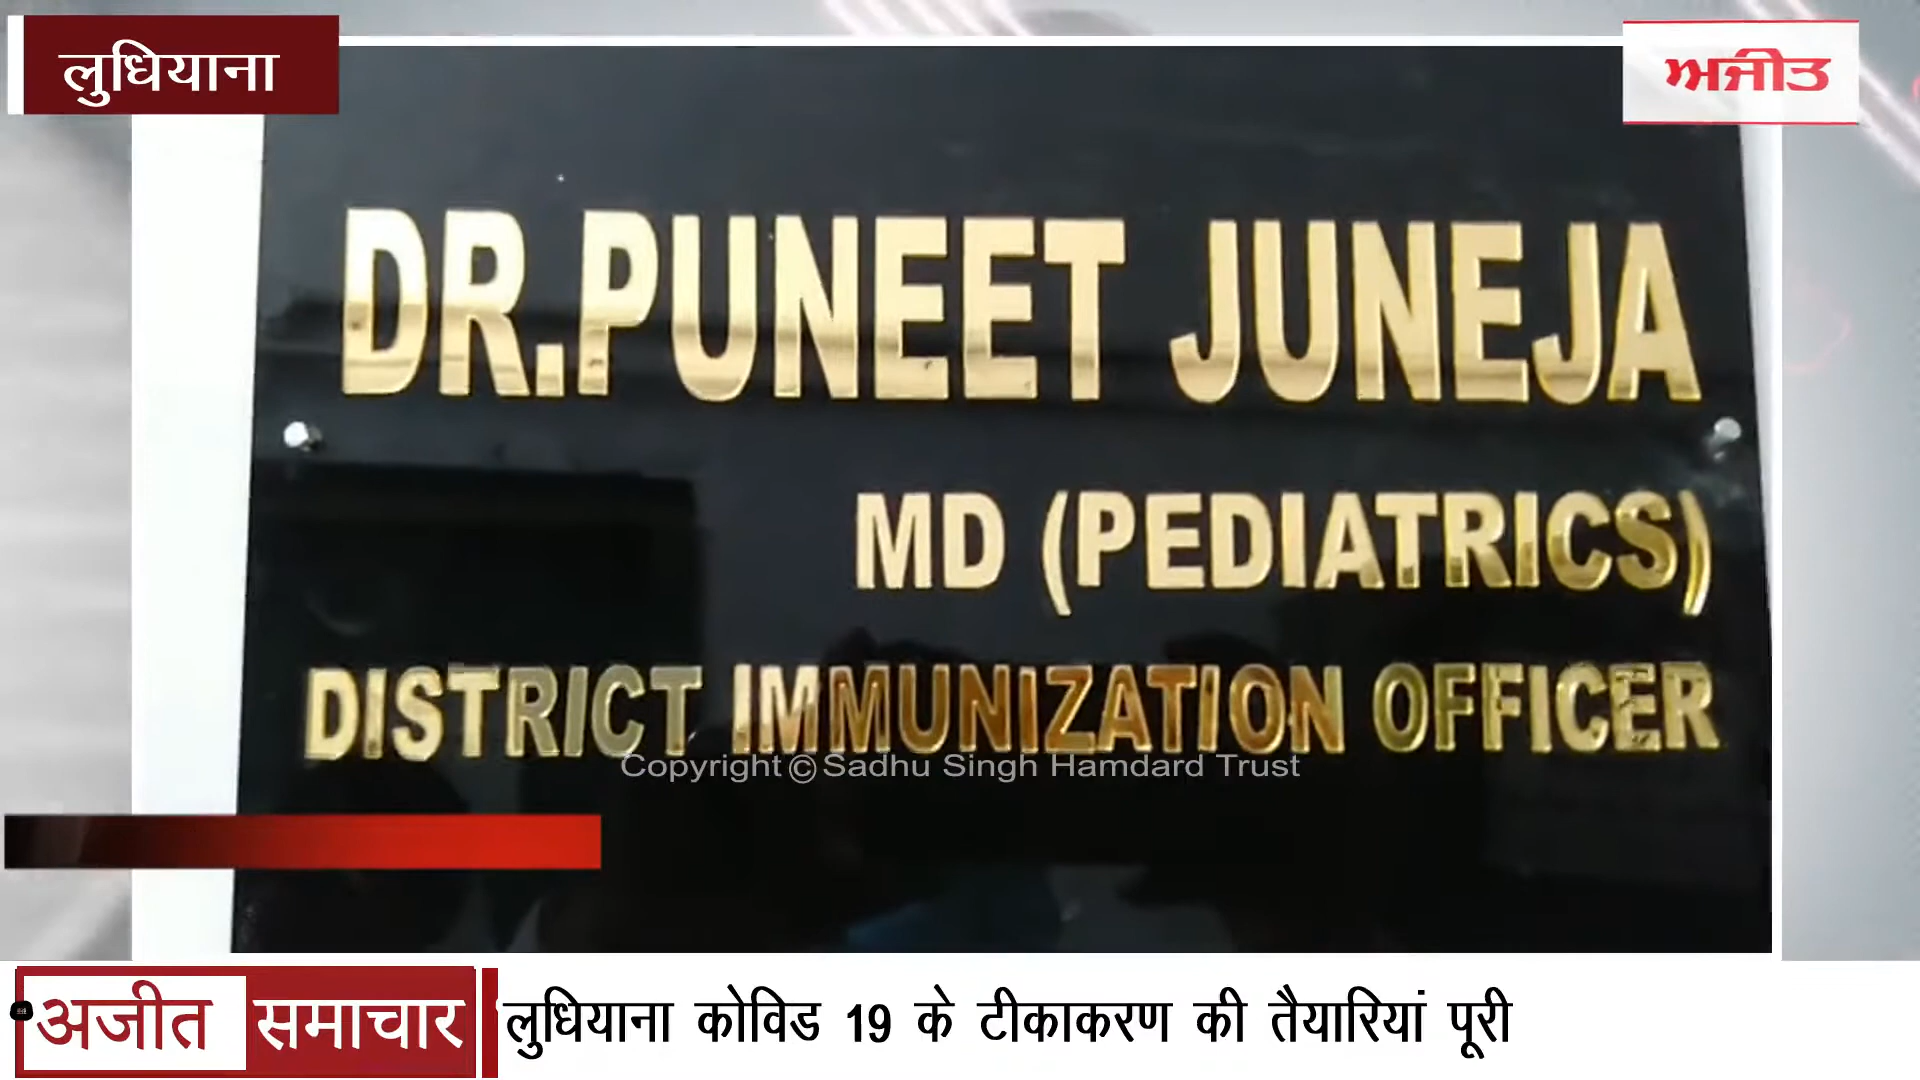 लुधियाना
ਅਜੀਤ
DR.PUNEET JUNEJA
MD (PEDIATRICS)
DISTRICT IMMUNIZATION OFFICER
Copyright © Sadhu Singh Hamdard Trust
अजीत समाचार
लुधियाना कोविड 19 के टीकाकरण की तैयारियां पूरी